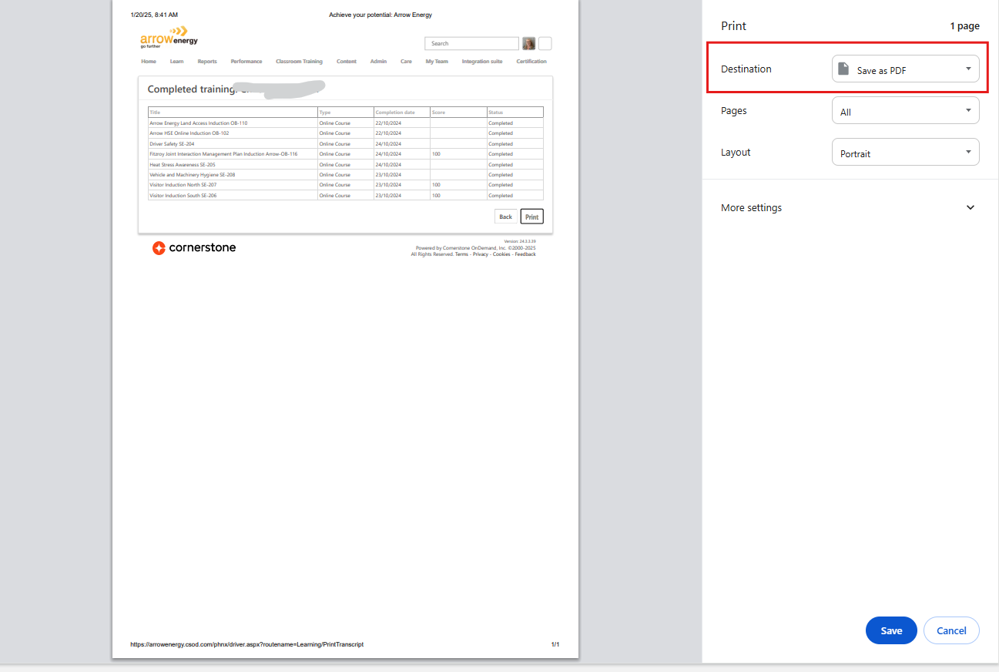 1/20/25, 8:41 AM Achieve your potential: Arrow Energy
arrowenergy
go further
Search
Home Learn Reports Performance Classroom Training Content Admin Care My Team Integration suite Certification
Completed training:
Title Type Completion date Score Status
Arrow Energy Land Access Induction OB-110 Online Course 22/10/2024 Completed
Arrow HSE Online Induction OB-102 Online Course 22/10/2024 Completed
Driver Safety SE-204 Online Course 24/10/2024 Completed
Fitzroy Joint Interaction Management Plan Induction Arrow-OB-116 Online Course 24/10/2024 100 Completed
Heat Stress Awareness SE-205 Online Course 24/10/2024 Completed
Vehicle and Machinery Hygiene SE-208 Online Course 23/10/2024 Completed
Visitor Induction North SE-207 Online Course 23/10/2024 100 Completed
Visitor Induction South SE-206 Online Course 23/10/2024 100 Completed
Back Print
cornerstone
Version: 24.3.3.39
Powered by Cornerstone OnDemand, Inc. ©2000-2025
All Rights Reserved. Terms - Privacy - Cookies - Feedback
https://arrowenergy.csod.com/phnx/driver.aspx?routename=Learning/PrintTranscript 1/1
Print 1 page
Destination Save as PDF
Pages All
Layout Portrait
More settings
Save Cancel